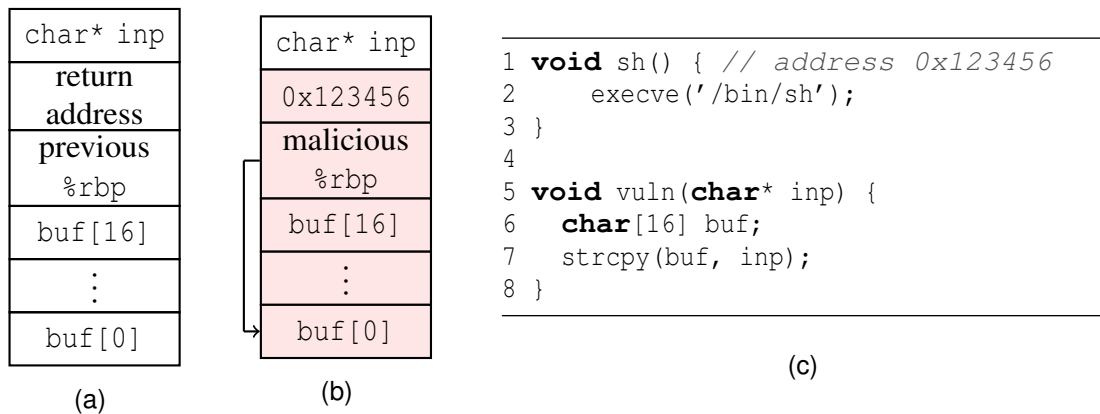 char* inp
return
address
previous
%rbp
buf[16]
⋮
buf[0]
(a)
char* inp
0x123456
malicious
%rbp
buf[16]
⋮
buf[0]
(b)
1 void sh() { // address 0x123456
2     execve('/bin/sh');
3 }
4
5 void vuln(char* inp) {
6   char[16] buf;
7   strcpy(buf, inp);
8 }
(c)